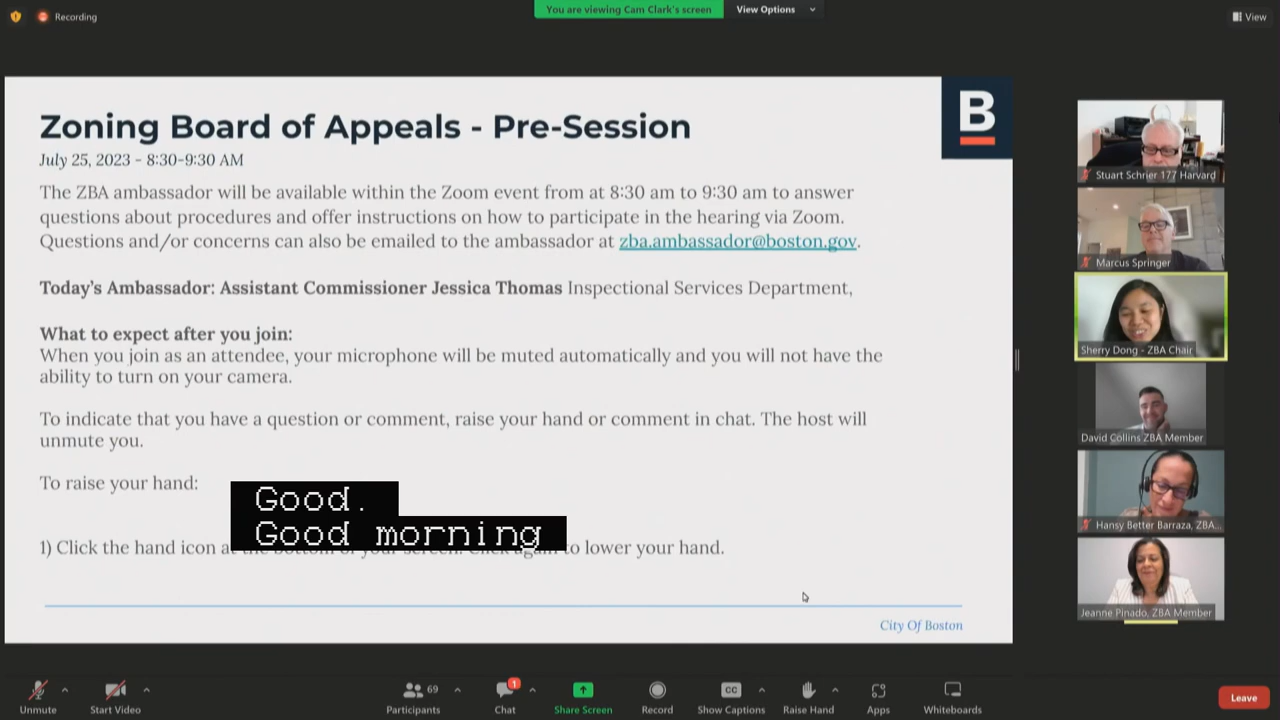 Recording
You are viewing Cam Clark's screen
View Options
View
B
Zoning Board of Appeals - Pre-Session
July 25, 2023 - 8:30-9:30 AM
The ZBA ambassador will be available within the Zoom event from at 8:30 am to 9:30 am to answer
questions about procedures and offer instructions on how to participate in the hearing via Zoom.
Questions and/or concerns can also be emailed to the ambassador at zba.ambassador@boston.gov.
Today's Ambassador: Assistant Commissioner Jessica Thomas Inspectional Services Department,
What to expect after you join:
When you join as an attendee, your microphone will be muted automatically and you will not have the
ability to turn on your camera.
To indicate that you have a question or comment, raise your hand or comment in chat. The host will
unmute you.
To raise your hand:
Good.
Good morning
1) Click the hand icon at to lower your hand.
City Of Boston
Stuart Schrier 177 Harvard
Marcus Springer
Sherry Dong - ZBA Chair
David Collins ZBA Member
Hansy Better Barraza, ZBA...
Jeanne Pinado, ZBA Member
Unmute
Start Video
69
Participants
1
Chat
Share Screen
Record
CC
Show Captions
Raise Hand
Apps
Whiteboards
Leave